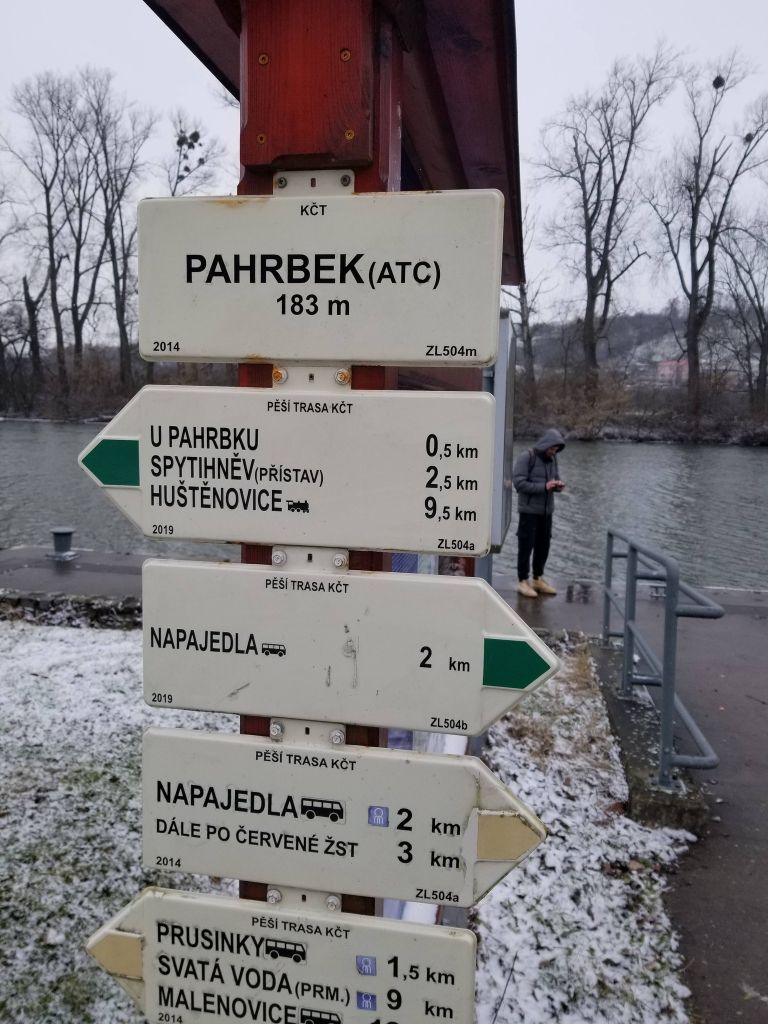 KČT
PAHRBEK (ATC)
183 m
2014 ZL504m
PĚŠÍ TRASA KČT
U PAHRBKU 0,5 km
SPYTIHNĚV (PŘÍSTAV) 2,5 km
HUŠTĚNOVICE 9,5 km
2019 ZL504a
PĚŠÍ TRASA KČT
NAPAJEDLA 2 km
2019 ZL504b
PĚŠÍ TRASA KČT
NAPAJEDLA 2 km
DÁLE PO ČERVENÉ ŽST 3 km
2014 ZL504a
PĚŠÍ TRASA KČT
PRUSINKY 1,5 km
SVATÁ VODA (PRM.) 9 km
MALENOVICE
2014